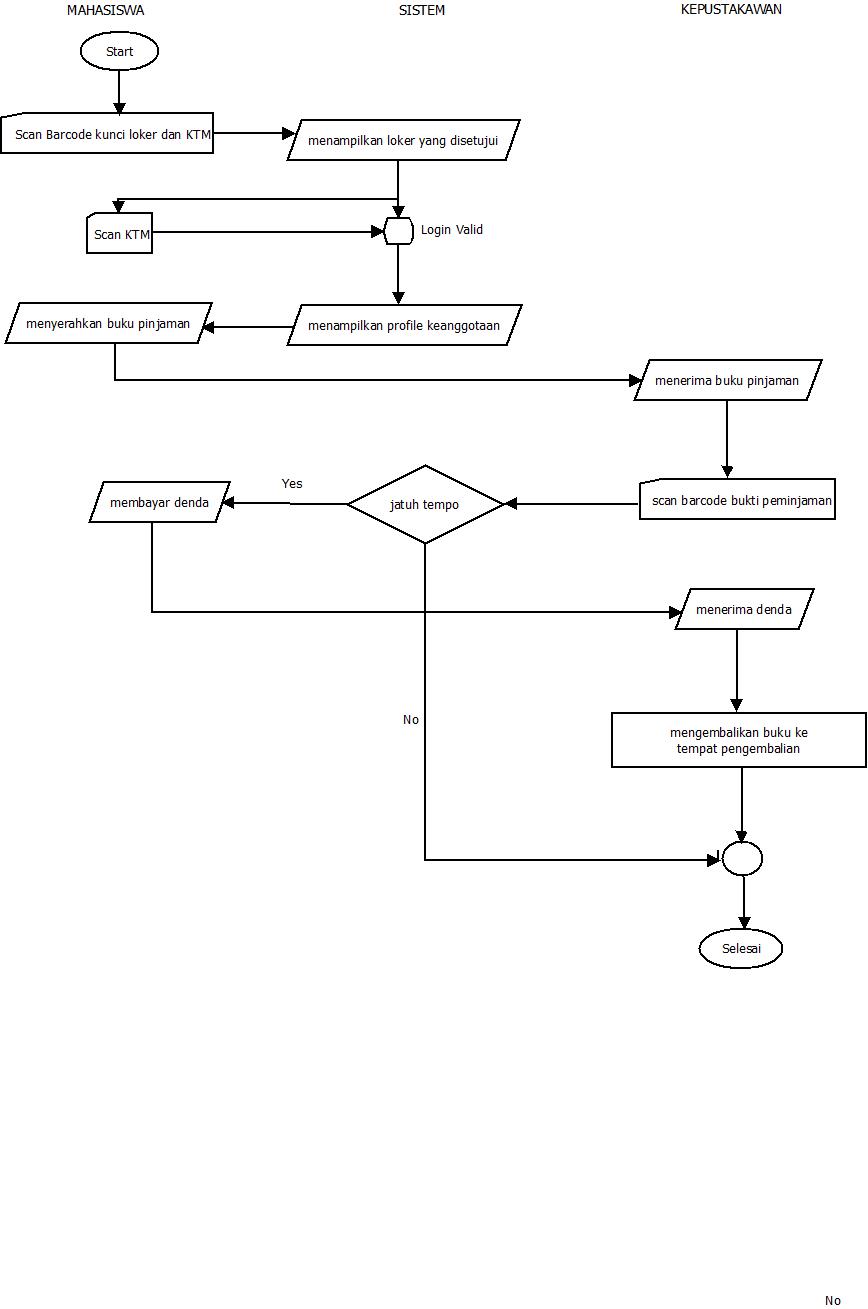 MAHASISWA
SISTEM
KEPUSTAKAWAN
Start
Scan Barcode kunci loker dan KTM
menampilkan loker yang disetujui
Scan KTM
Login Valid
menyerahkan buku pinjaman
menampilkan profile keanggotaan
menerima buku pinjaman
Yes
membayar denda
jatuh tempo
scan barcode bukti peminjaman
menerima denda
No
mengembalikan buku ke
tempat pengembalian
Selesai
No